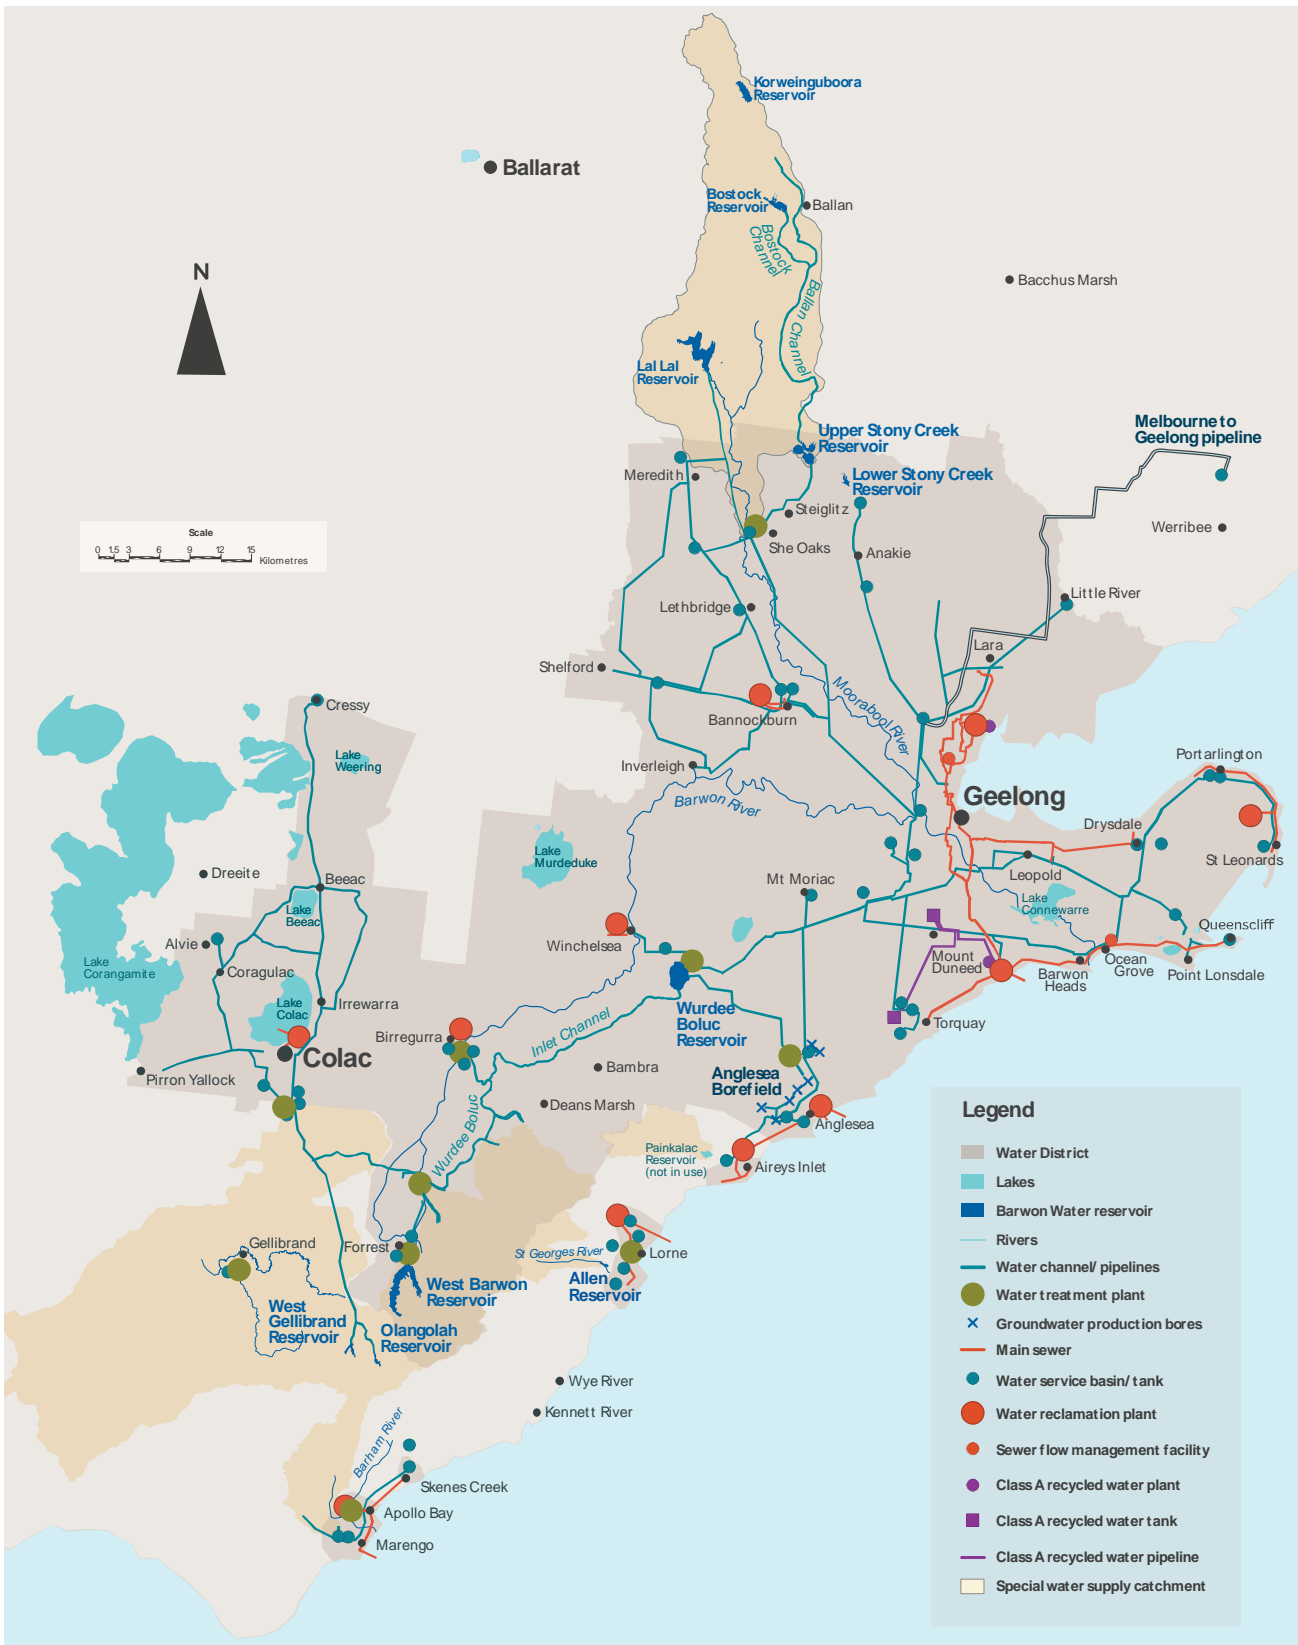 Korweinguboora
Reservoir
Ballarat
Bostock
Reservoir
Ballan
Bostock
Channel
N
Bacchus Marsh
Ballan Channel
Lal Lal
Reservoir
Melbourne to
Geelong pipeline
Upper Stony Creek
Reservoir
Meredith
Lower Stony Creek
Reservoir
Steiglitz
Werribee
Scale
0 1.5 3 6 9 12 15
Kilometres
She Oaks
Anakie
Little River
Lethbridge
Lara
Shelford
Moorabool River
Cressy
Bannockburn
Lake
Weering
Inverleigh
Portarlington
Barwon River
Geelong
Drysdale
Lake
Murdeduke
St Leonards
Dreeite
Beeac
Mt Moriac
Leopold
Lake
Beeac
Lake
Connewarre
Alvie
Winchelsea
Queenscliff
Lake
Corangamite
Coragulac
Mount
Duneed
Barwon
Heads
Ocean
Grove
Point Lonsdale
Lake
Colac
Irrewarra
Wurdee
Boluc
Reservoir
Torquay
Birregurra
Inlet Channel
Colac
Pirron Yallock
Bambra
Anglesea
Borefield
Deans Marsh
Anglesea
Wurdee Boluc
Painkalac
Reservoir
(not in use)
Aireys Inlet
Gellibrand
Forrest
St Georges River
Lorne
West Barwon
Reservoir
Allen
Reservoir
West
Gellibrand
Reservoir
Olangolah
Reservoir
Wye River
Kennett River
Barham River
Skenes Creek
Apollo Bay
Marengo
Legend
Water District
Lakes
Barwon Water reservoir
Rivers
Water channel/ pipelines
Water treatment plant
Groundwater production bores
Main sewer
Water service basin/ tank
Water reclamation plant
Sewer flow management facility
Class A recycled water plant
Class A recycled water tank
Class A recycled water pipeline
Special water supply catchment